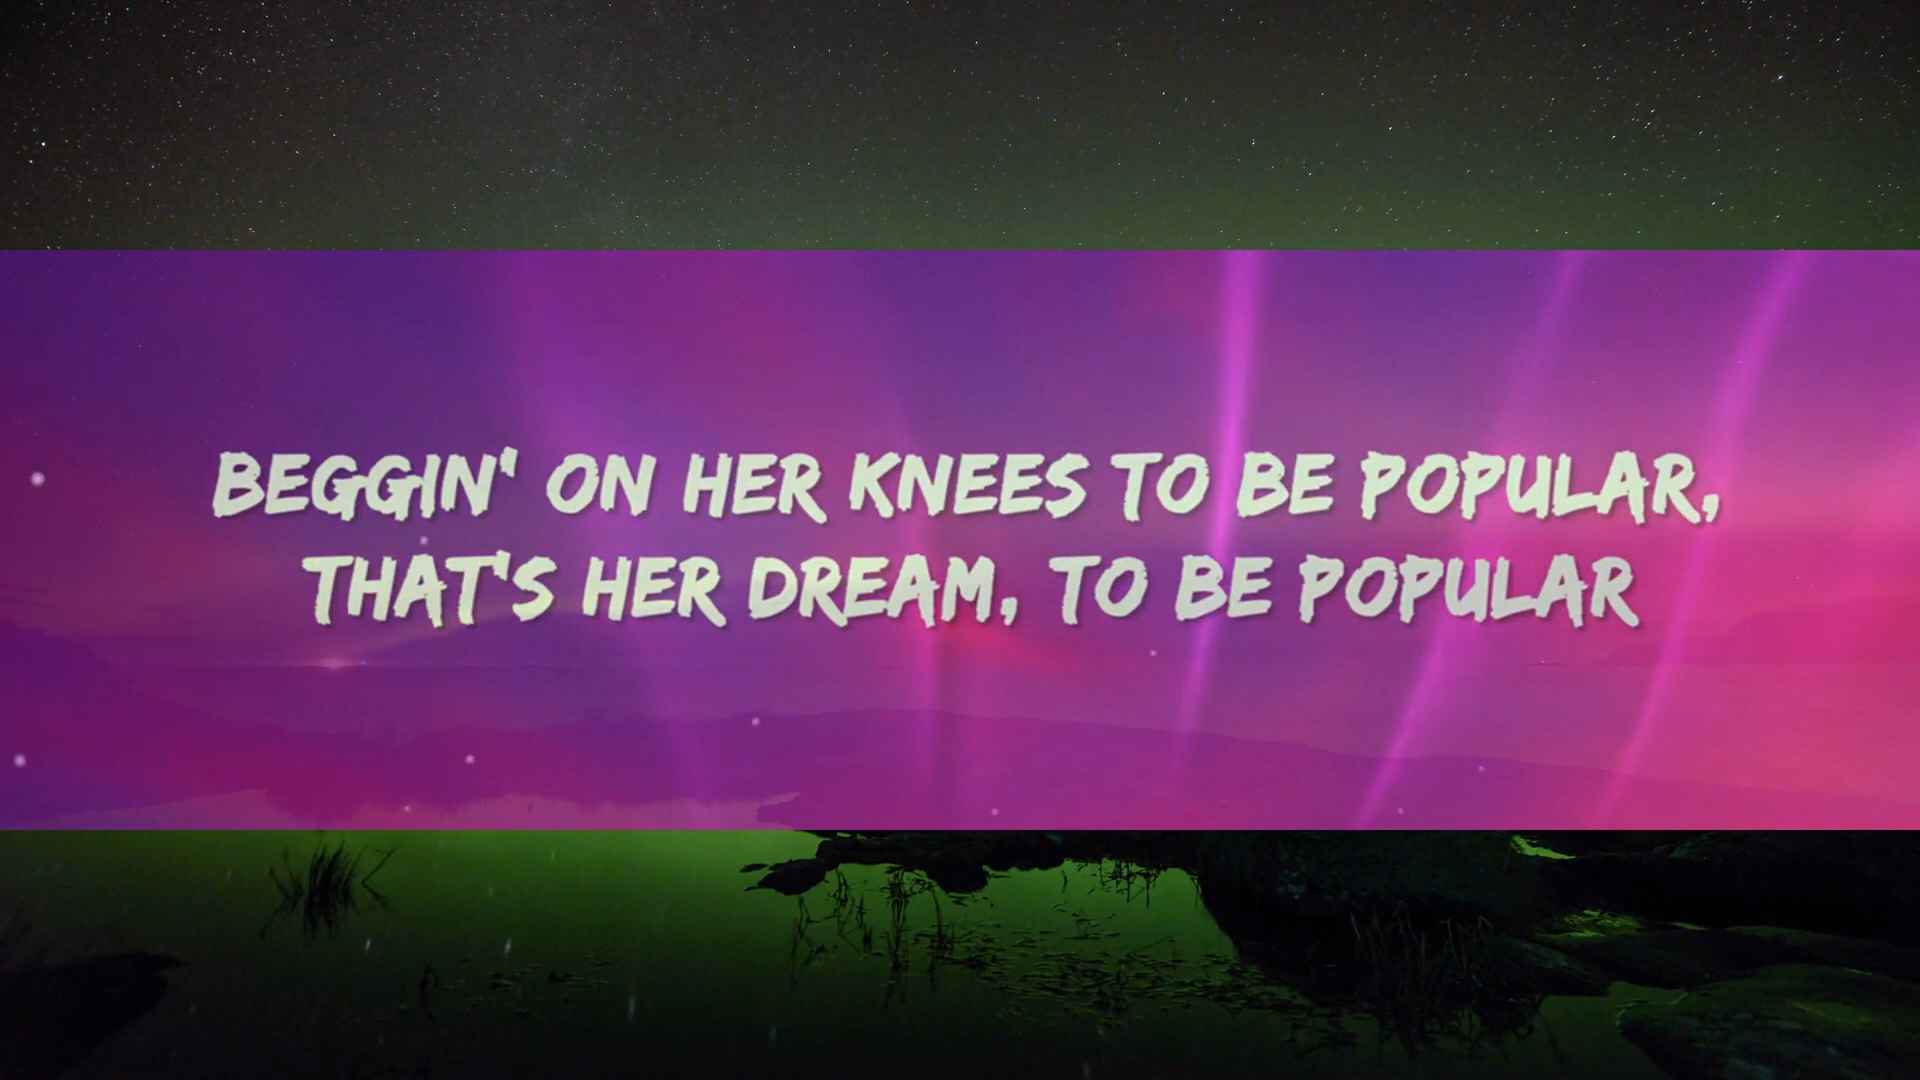 BEGGIN' ON HER KNEES TO BE POPULAR,
THAT'S HER DREAM, TO BE POPULAR